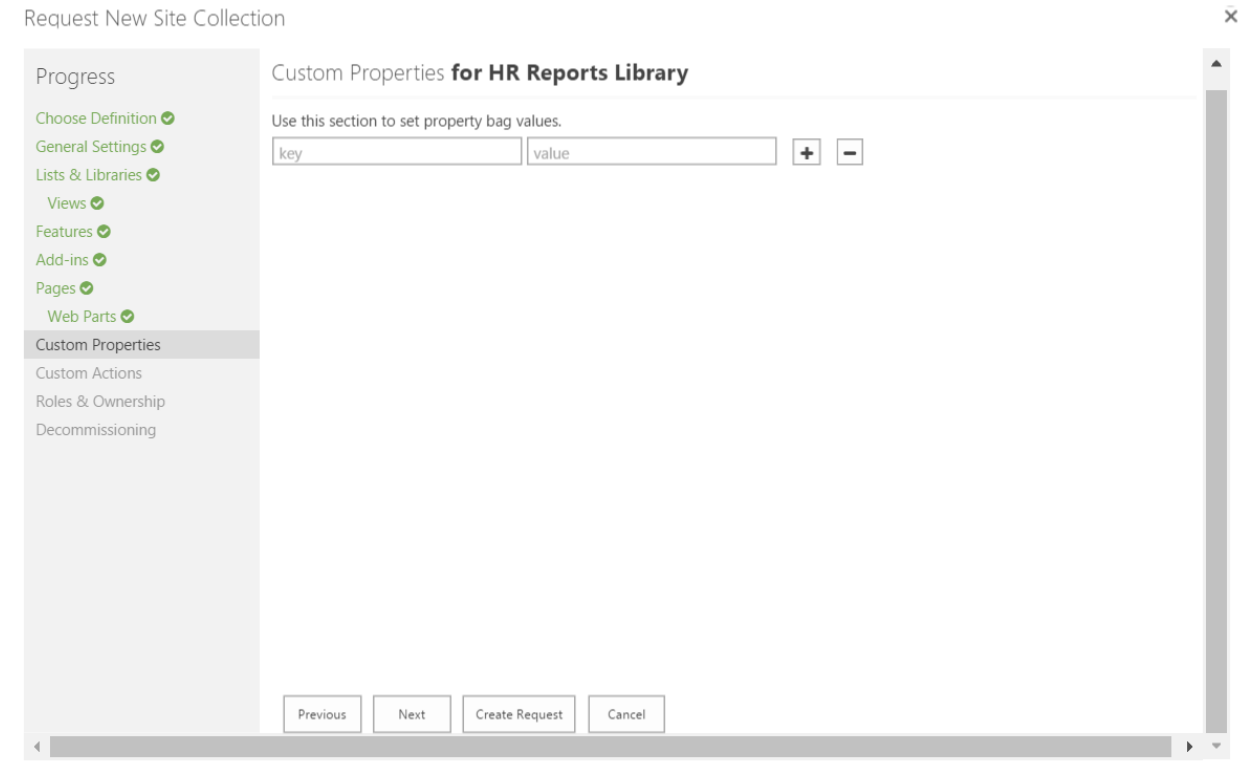 Request New Site Collection
Progress
Choose Definition
General Settings
Lists & Libraries
Views
Features
Add-ins
Pages
Web Parts
Custom Properties
Custom Actions
Roles & Ownership
Decommissioning
Custom Properties for HR Reports Library
Use this section to set property bag values.
key value
Previous Next Create Request Cancel